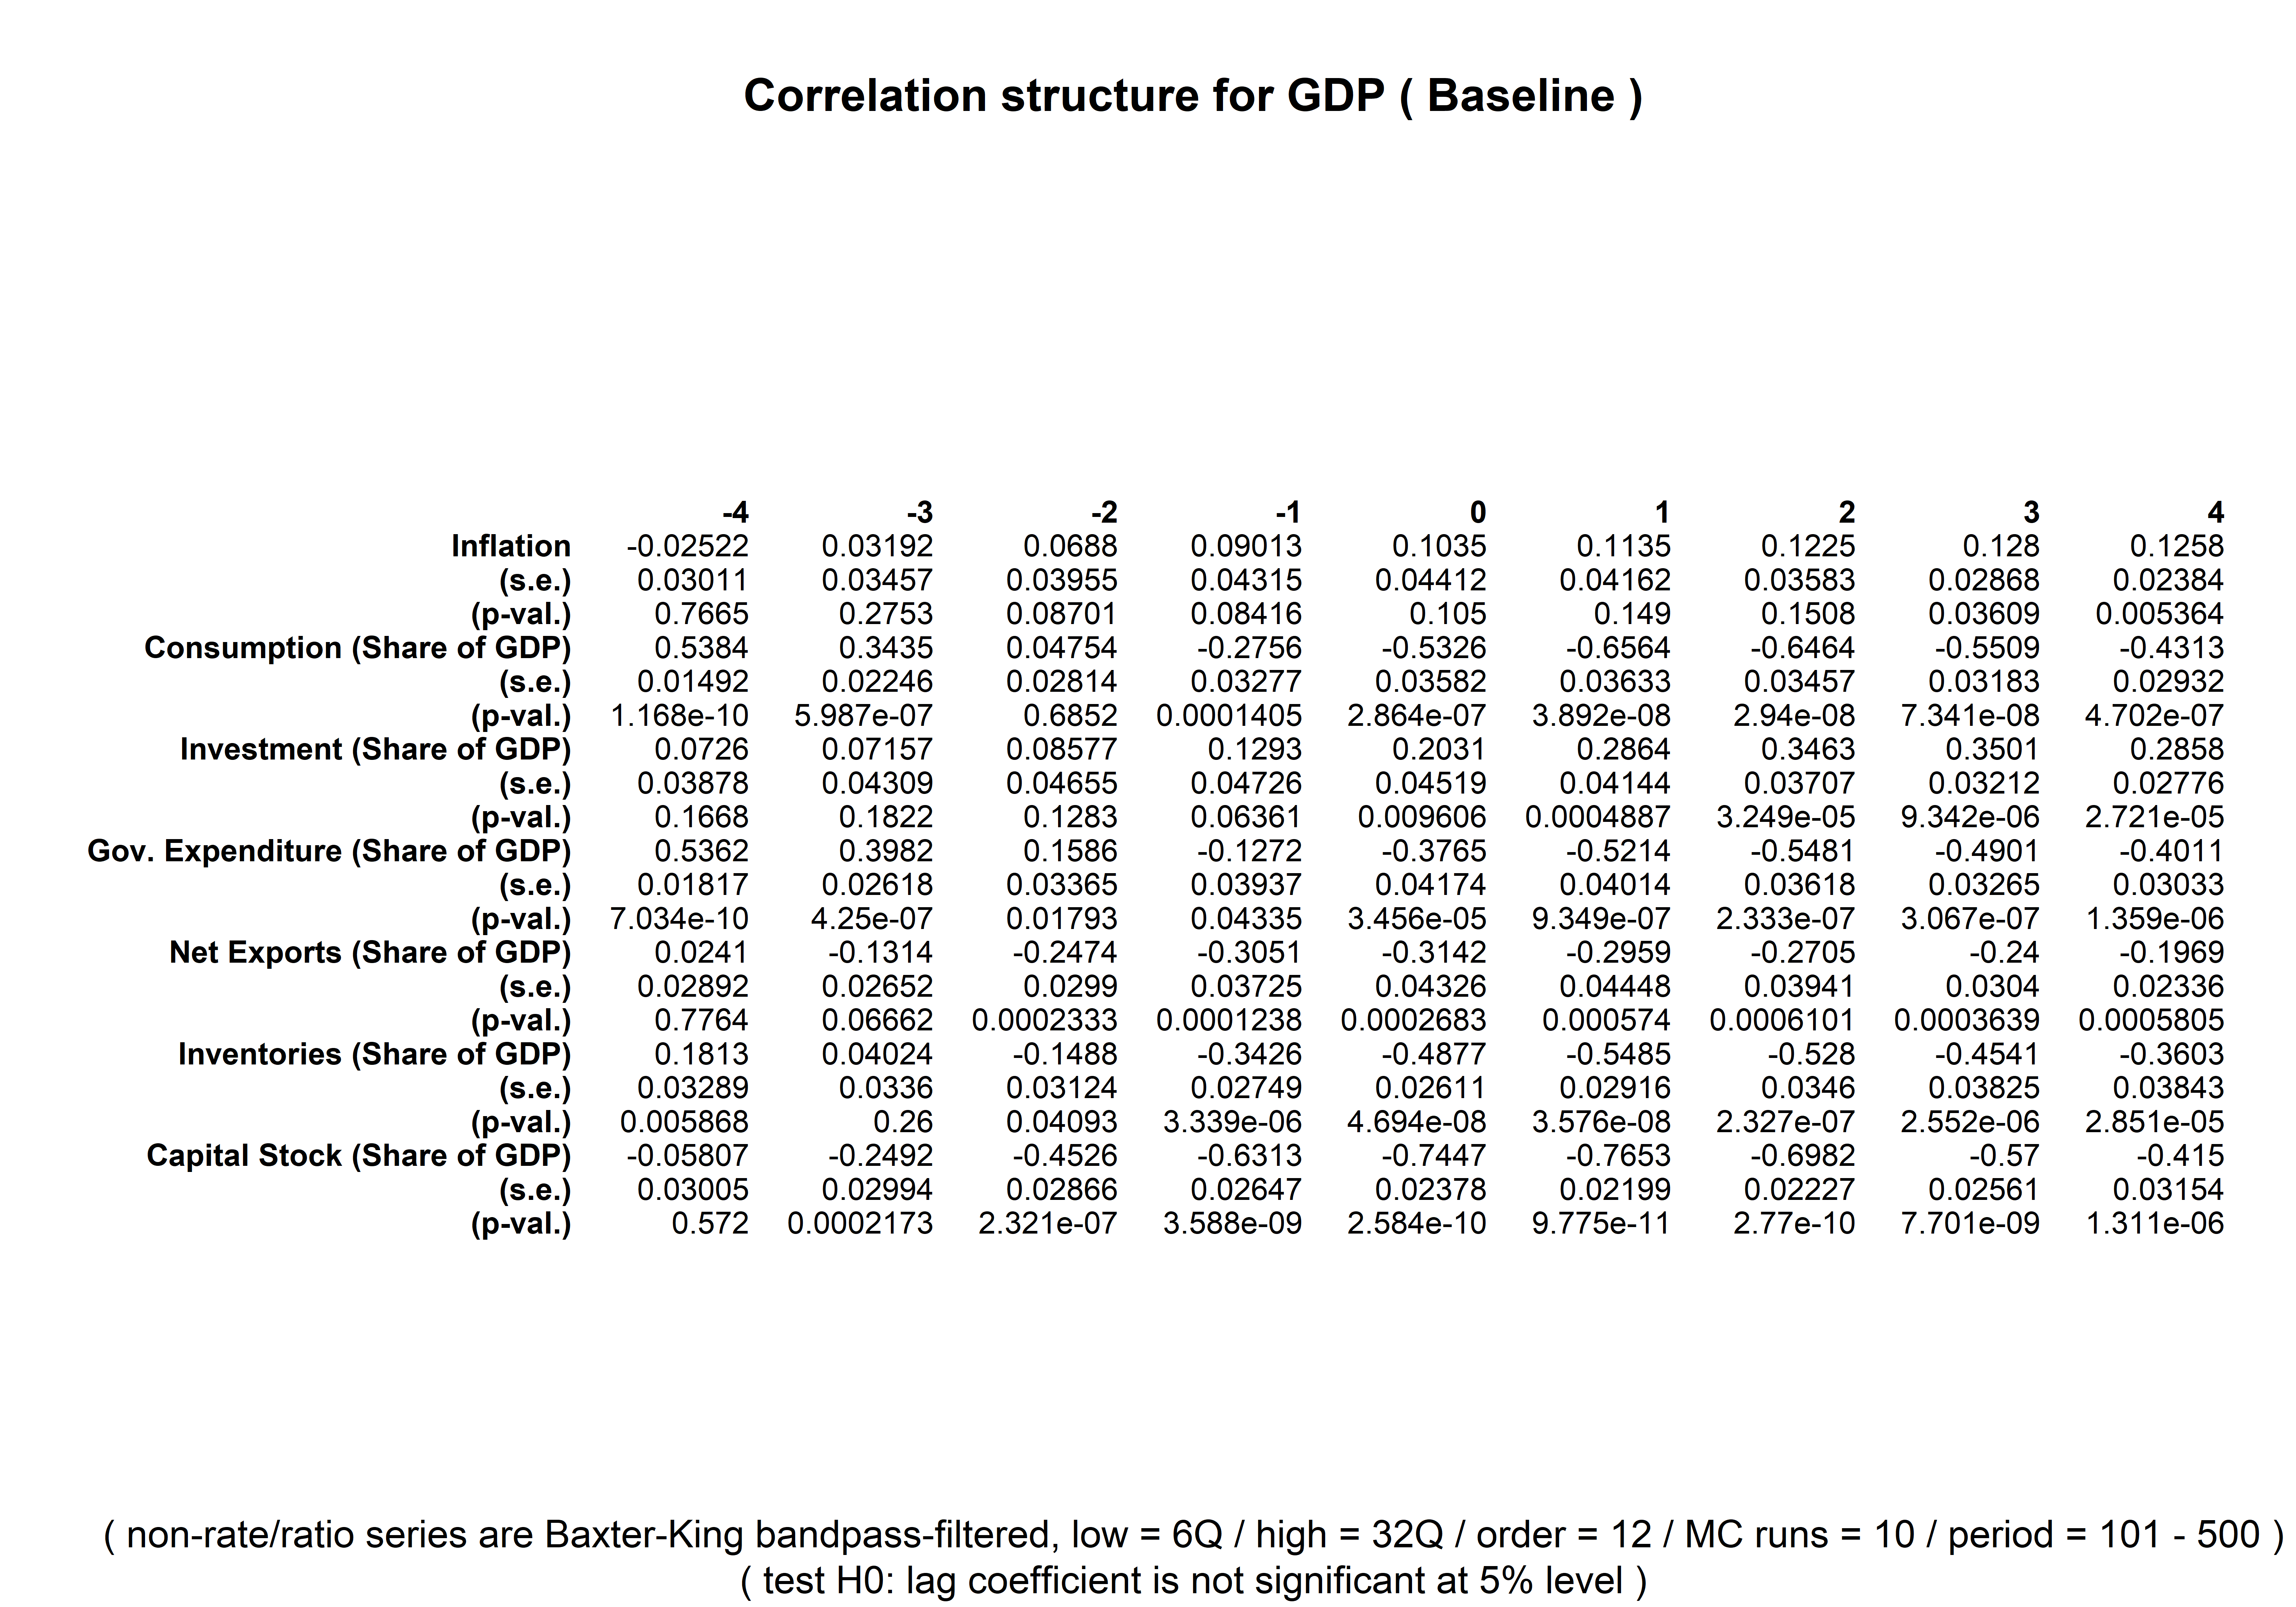 Correlation structure for GDP ( Baseline )
-4 -3 -2 -1 0 1 2 3 4
Inflation -0.02522 0.03192 0.0688 0.09013 0.1035 0.1135 0.1225 0.128 0.1258
(s.e.) 0.03011 0.03457 0.03955 0.04315 0.04412 0.04162 0.03583 0.02868 0.02384
(p-val.) 0.7665 0.2753 0.08701 0.08416 0.105 0.149 0.1508 0.03609 0.005364
Consumption (Share of GDP) 0.5384 0.3435 0.04754 -0.2756 -0.5326 -0.6564 -0.6464 -0.5509 -0.4313
(s.e.) 0.01492 0.02246 0.02814 0.03277 0.03582 0.03633 0.03457 0.03183 0.02932
(p-val.) 1.168e-10 5.987e-07 0.6852 0.0001405 2.864e-07 3.892e-08 2.94e-08 7.341e-08 4.702e-07
Investment (Share of GDP) 0.0726 0.07157 0.08577 0.1293 0.2031 0.2864 0.3463 0.3501 0.2858
(s.e.) 0.03878 0.04309 0.04655 0.04726 0.04519 0.04144 0.03707 0.03212 0.02776
(p-val.) 0.1668 0.1822 0.1283 0.06361 0.009606 0.0004887 3.249e-05 9.342e-06 2.721e-05
Gov. Expenditure (Share of GDP) 0.5362 0.3982 0.1586 -0.1272 -0.3765 -0.5214 -0.5481 -0.4901 -0.4011
(s.e.) 0.01817 0.02618 0.03365 0.03937 0.04174 0.04014 0.03618 0.03265 0.03033
(p-val.) 7.034e-10 4.25e-07 0.01793 0.04335 3.456e-05 9.349e-07 2.333e-07 3.067e-07 1.359e-06
Net Exports (Share of GDP) 0.0241 -0.1314 -0.2474 -0.3051 -0.3142 -0.2959 -0.2705 -0.24 -0.1969
(s.e.) 0.02892 0.02652 0.0299 0.03725 0.04326 0.04448 0.03941 0.0304 0.02336
(p-val.) 0.7764 0.06662 0.0002333 0.0001238 0.0002683 0.000574 0.0006101 0.0003639 0.0005805
Inventories (Share of GDP) 0.1813 0.04024 -0.1488 -0.3426 -0.4877 -0.5485 -0.528 -0.4541 -0.3603
(s.e.) 0.03289 0.0336 0.03124 0.02749 0.02611 0.02916 0.0346 0.03825 0.03843
(p-val.) 0.005868 0.26 0.04093 3.339e-06 4.694e-08 3.576e-08 2.327e-07 2.552e-06 2.851e-05
Capital Stock (Share of GDP) -0.05807 -0.2492 -0.4526 -0.6313 -0.7447 -0.7653 -0.6982 -0.57 -0.415
(s.e.) 0.03005 0.02994 0.02866 0.02647 0.02378 0.02199 0.02227 0.02561 0.03154
(p-val.) 0.572 0.0002173 2.321e-07 3.588e-09 2.584e-10 9.775e-11 2.77e-10 7.701e-09 1.311e-06
( non-rate/ratio series are Baxter-King bandpass-filtered, low = 6Q / high = 32Q / order = 12 / MC runs = 10 / period = 101 - 500 )
( test H0: lag coefficient is not significant at 5% level )